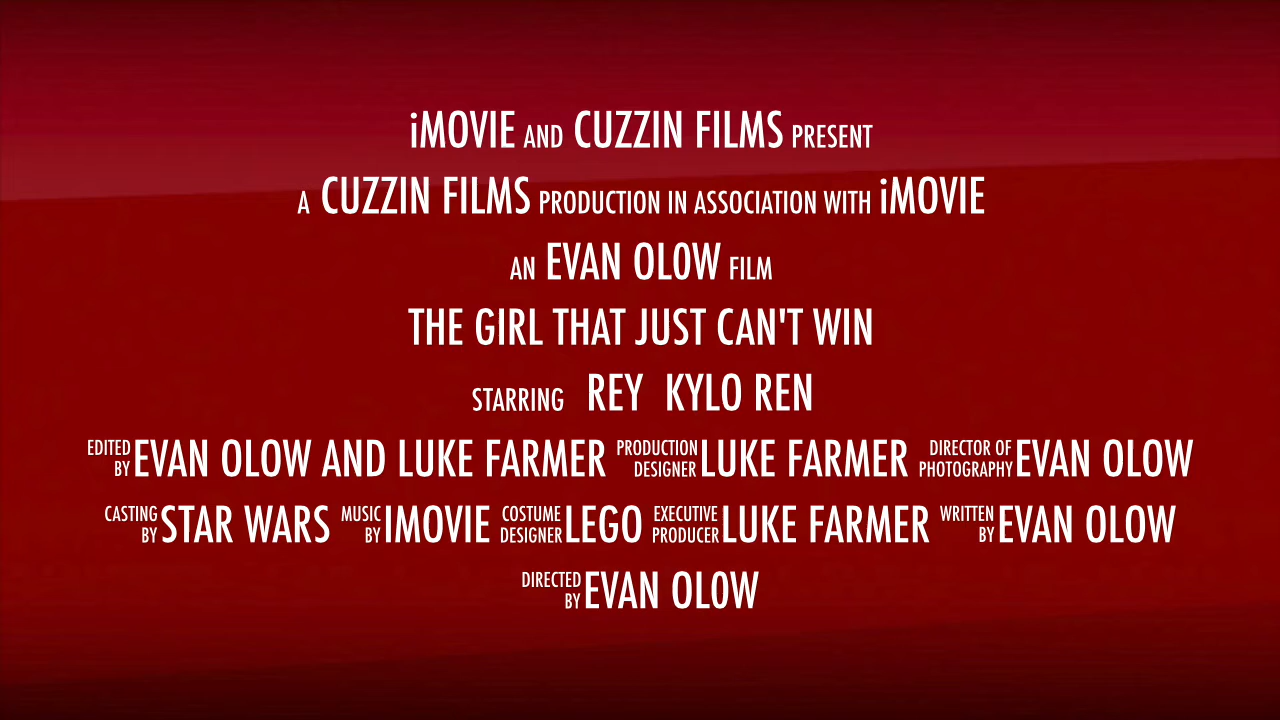 iMOVIE AND CUZZIN FILMS PRESENT
A CUZZIN FILMS PRODUCTION IN ASSOCIATION WITH iMOVIE
AN EVAN OLOW FILM
THE GIRL THAT JUST CAN'T WIN
STARRING REY KYLO REN
EDITED BY EVAN OLOW AND LUKE FARMER PRODUCTION DESIGNER LUKE FARMER DIRECTOR OF PHOTOGRAPHY EVAN OLOW
CASTING BY STAR WARS MUSIC BY IMOVIE COSTUME DESIGNER LEGO EXECUTIVE PRODUCER LUKE FARMER WRITTEN BY EVAN OLOW
DIRECTED BY EVAN OLOW